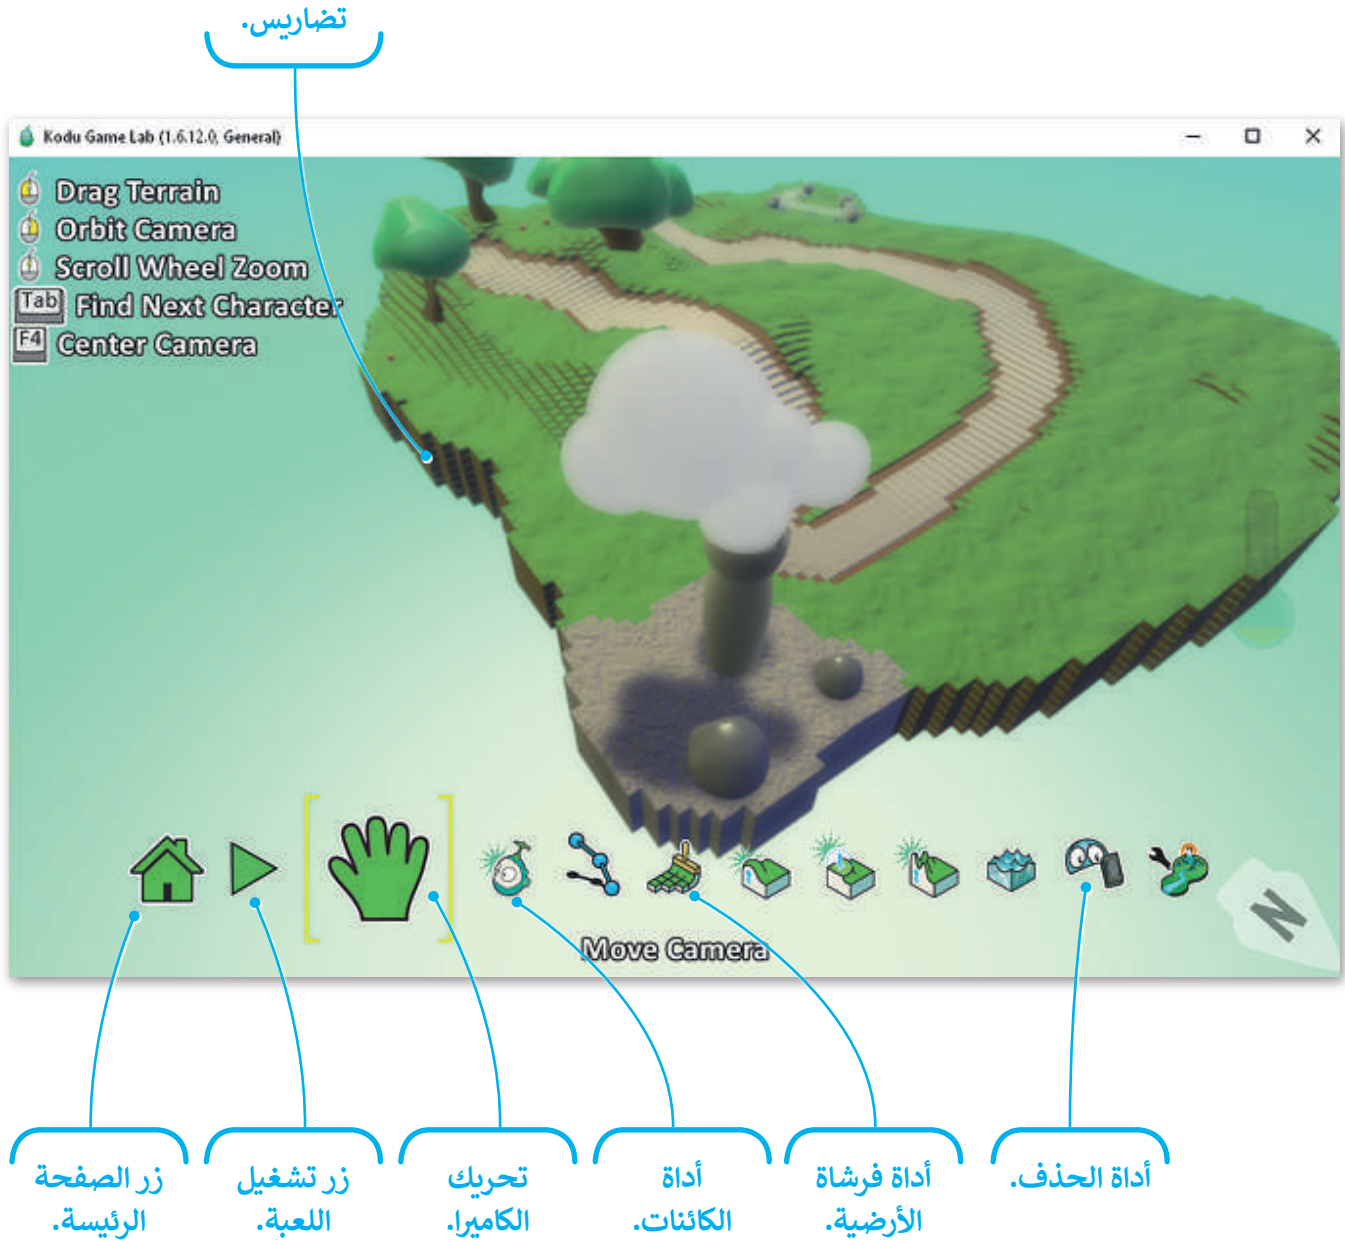 تضاريس.
Kodu Game Lab (1.6.12.0, General)
Drag Terrain
Orbit Camera
Scroll Wheel Zoom
Tab Find Next Character
F4 Center Camera
Move Camera
N
أداة الحذف.
أداة فرشاة
الأرضية.
أداة
الكائنات.
تحريك
الكاميرا.
زر تشغيل
اللعبة.
زر الصفحة
الرئيسة.